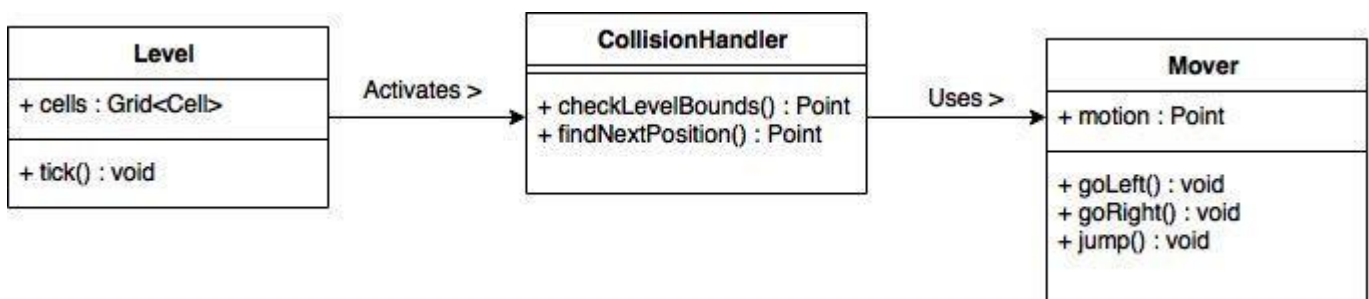 Level
+ cells : Grid<Cell>
+ tick() : void
Activates >
CollisionHandler
+ checkLevelBounds() : Point
+ findNextPosition() : Point
Uses >
Mover
+ motion : Point
+ goLeft() : void
+ goRight() : void
+ jump() : void